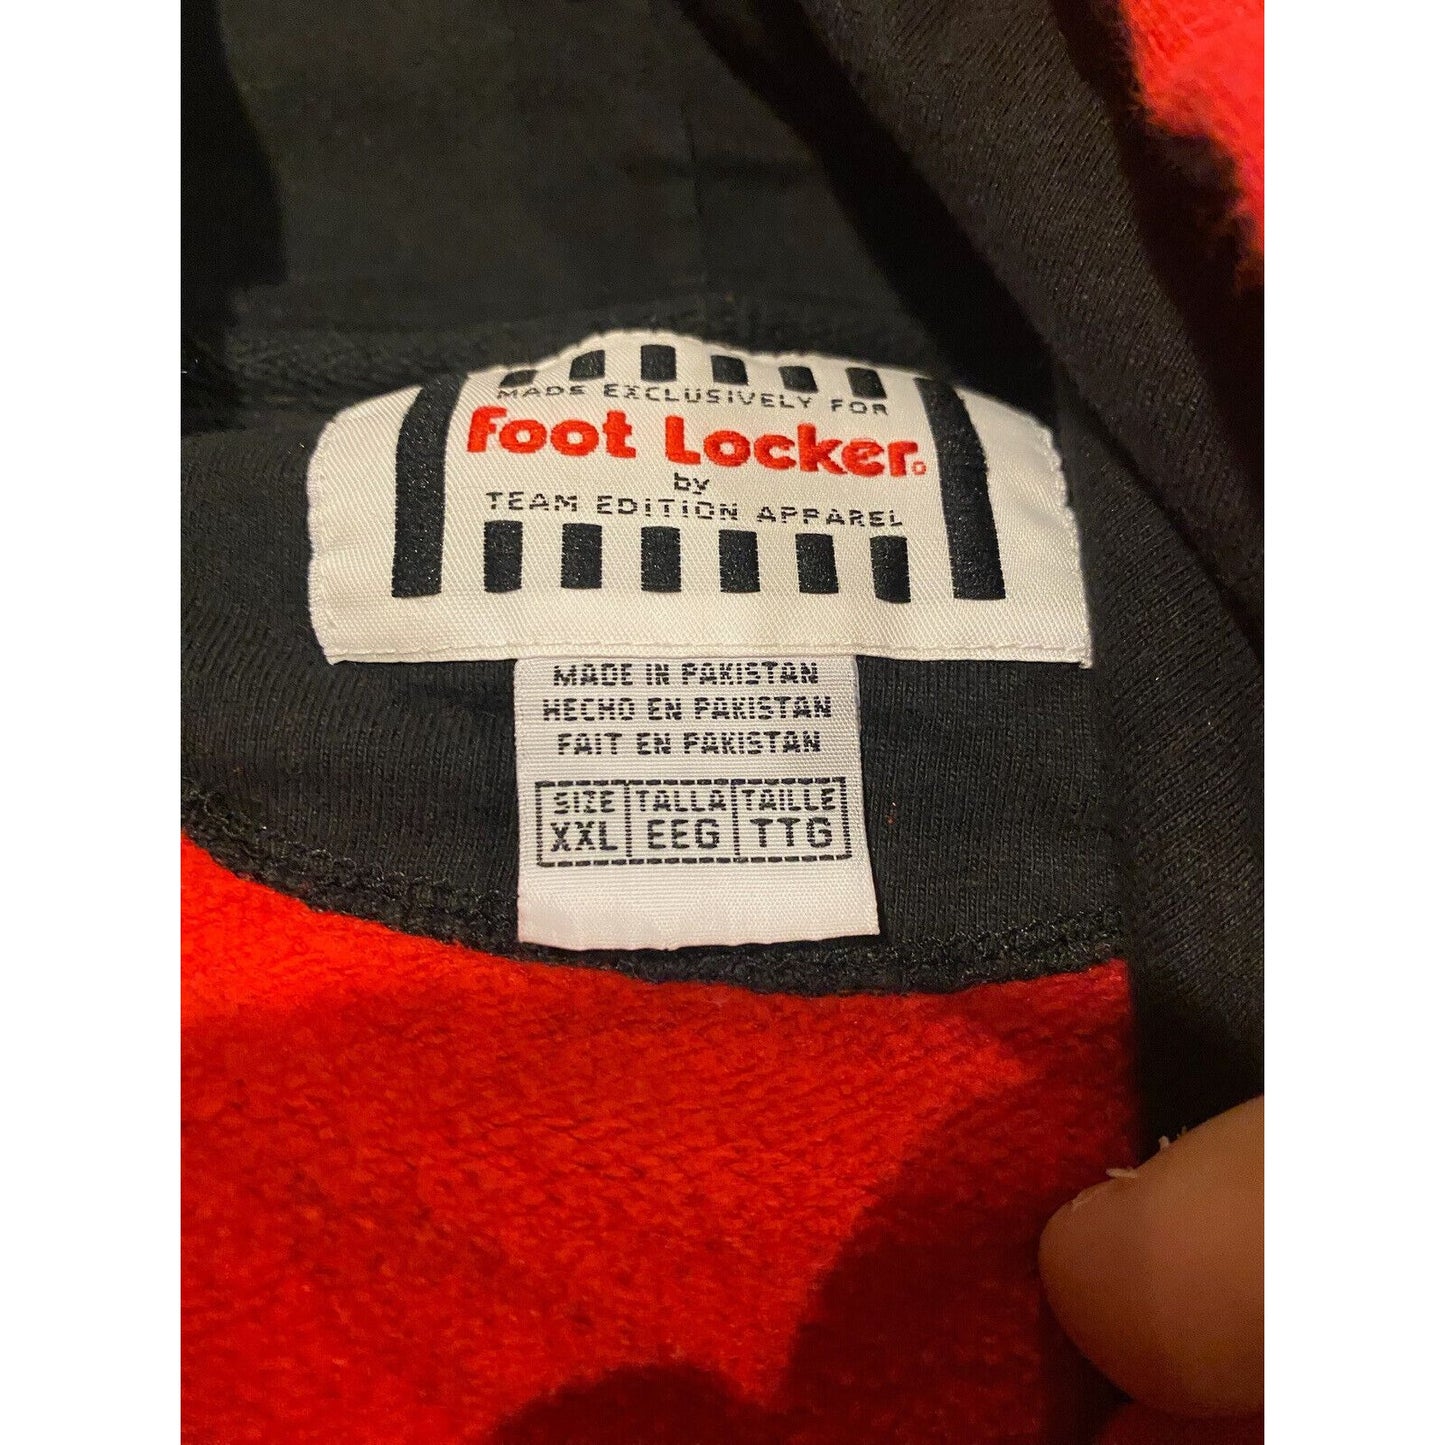 MADE EXCLUSIVELY FOR
Foot Locker®
by
TEAM EDITION APPAREL
MADE IN PAKISTAN
HECHO EN PAKISTAN
FAIT EN PAKISTAN
SIZE TALLA TAILLE
XXL EEG TTG